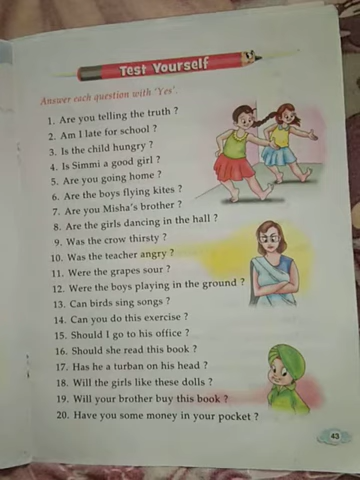 Test Yourself
Answer each question with 'Yes'.
1. Are you telling the truth ?
2. Am I late for school ?
3. Is the child hungry ?
4. Is Simmi a good girl ?
5. Are you going home ?
6. Are the boys flying kites ?
7. Are you Misha's brother ?
8. Are the girls dancing in the hall ?
9. Was the crow thirsty ?
10. Was the teacher angry ?
11. Were the grapes sour ?
12. Were the boys playing in the ground ?
13. Can birds sing songs ?
14. Can you do this exercise ?
15. Should I go to his office ?
16. Should she read this book ?
17. Has he a turban on his head ?
18. Will the girls like these dolls ?
19. Will your brother buy this book ?
20. Have you some money in your pocket ?
43